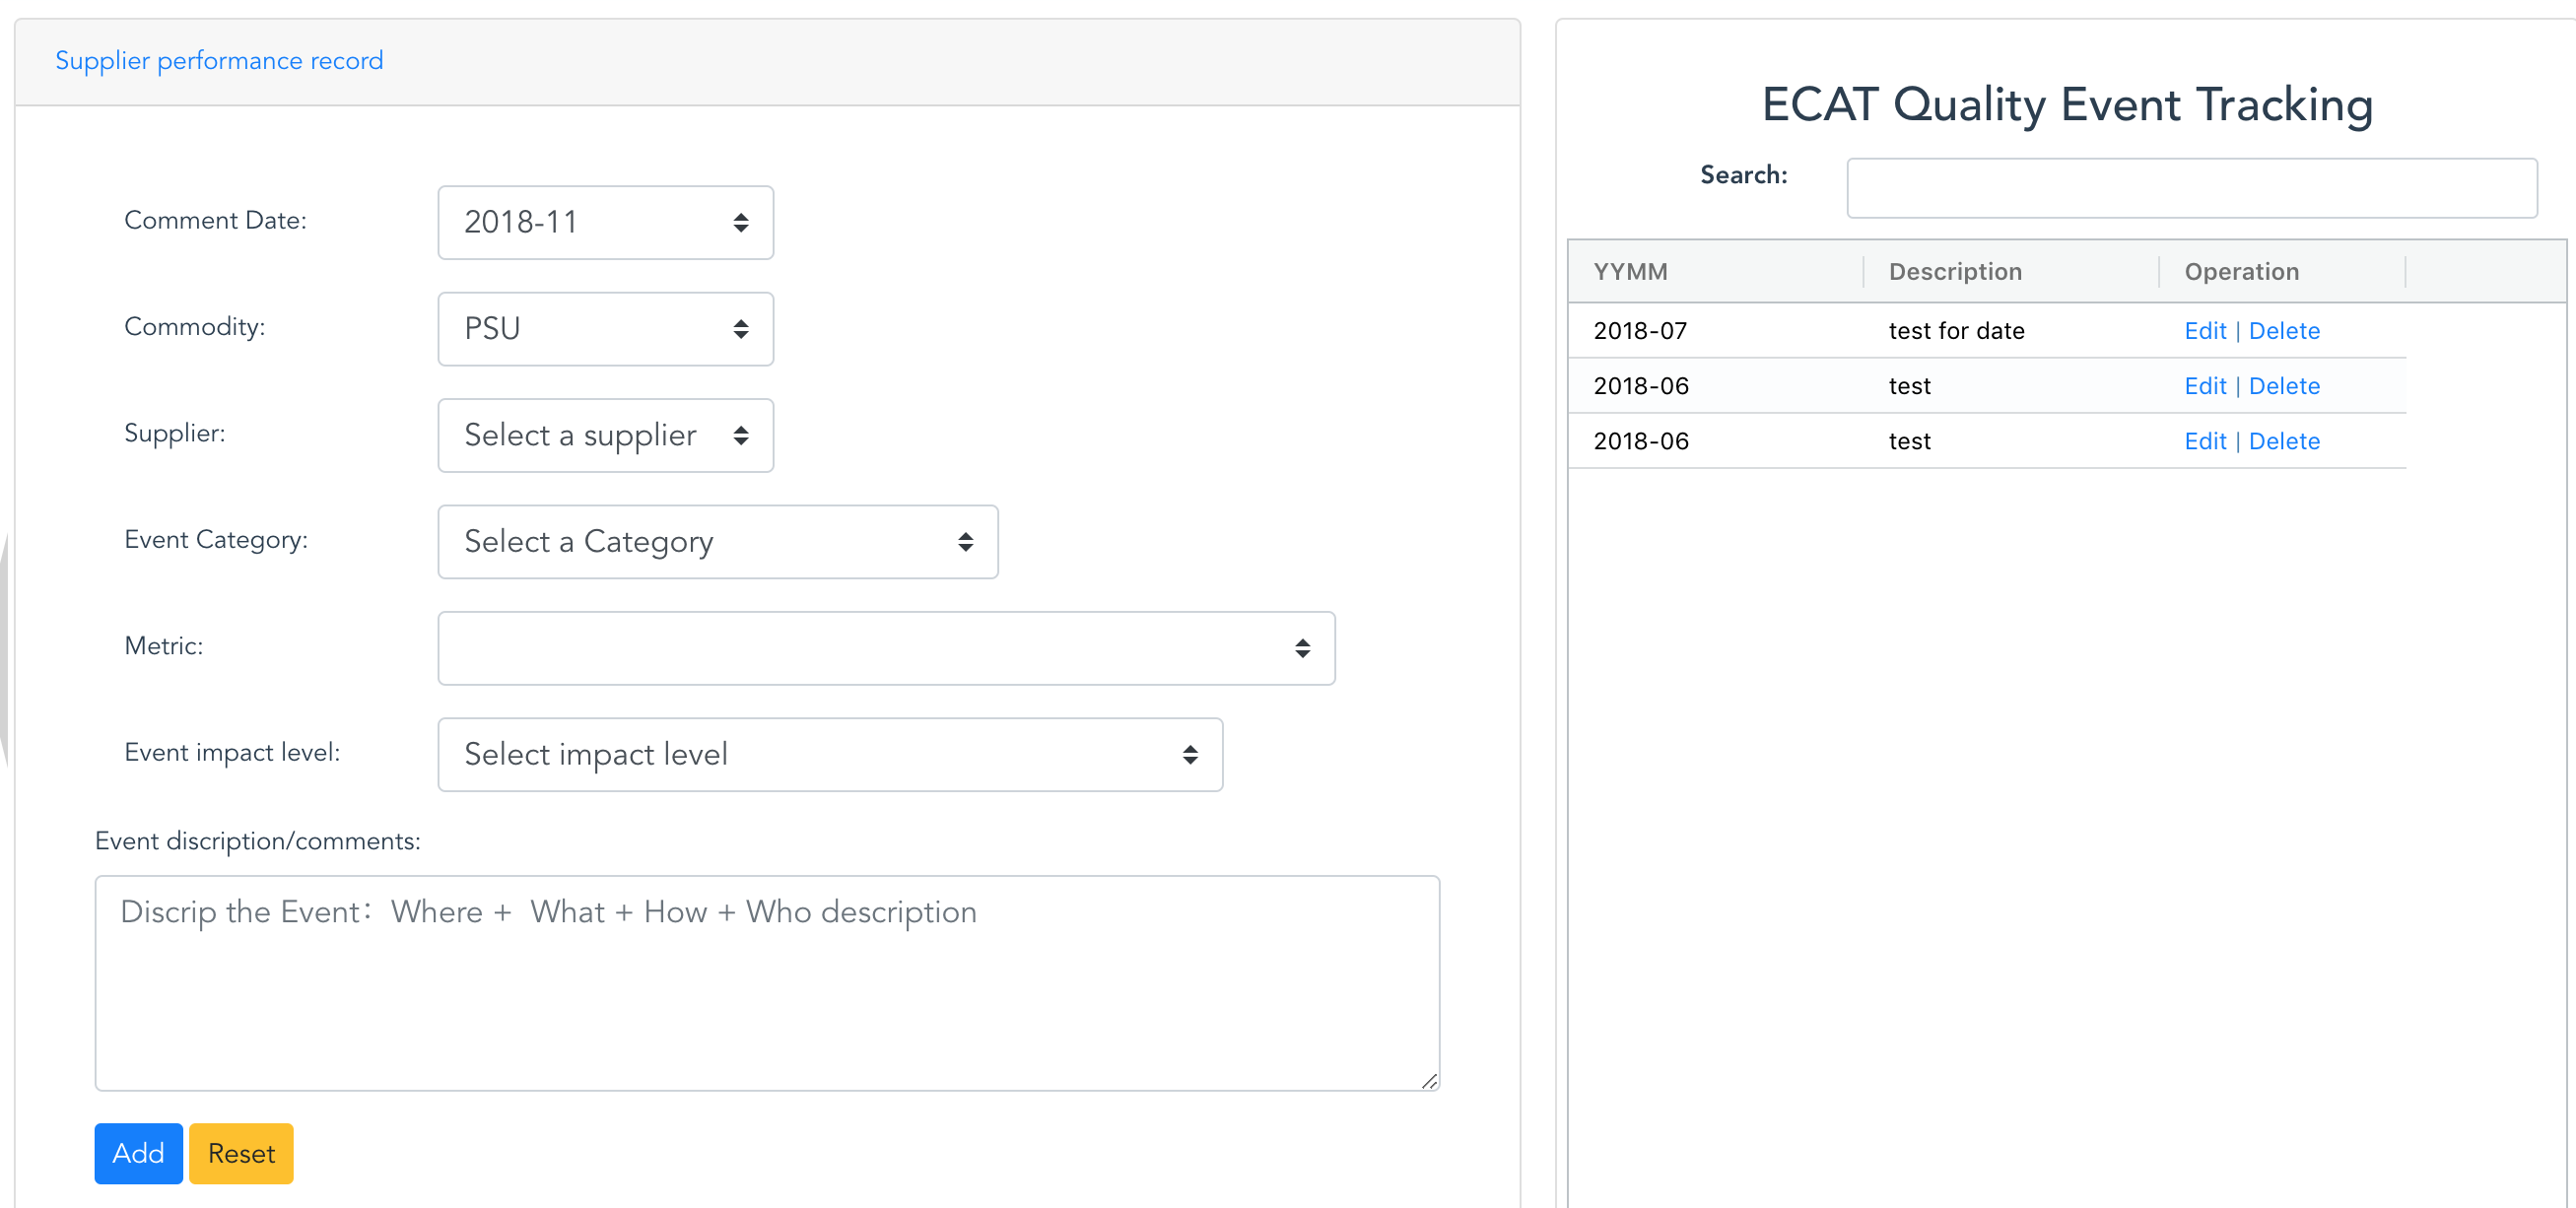 Supplier performance record
Comment Date: 2018-11
Commodity: PSU
Supplier: Select a supplier
Event Category: Select a Category
Metric:
Event impact level: Select impact level
Event discription/comments:
Discrip the Event： Where +  What + How + Who description
Add Reset
ECAT Quality Event Tracking
Search:
YYMM Description Operation
2018-07 test for date Edit | Delete
2018-06 test Edit | Delete
2018-06 test Edit | Delete